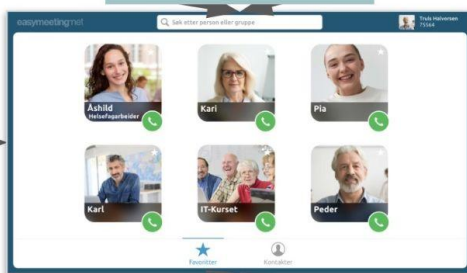 easymeeting.net
Søk etter person eller gruppe
Truls Halvorsen
75564
Åshild
Helsefagarbeider
Kari
Pia
Karl
IT-Kurset
Peder
Favoritter
Kontakter